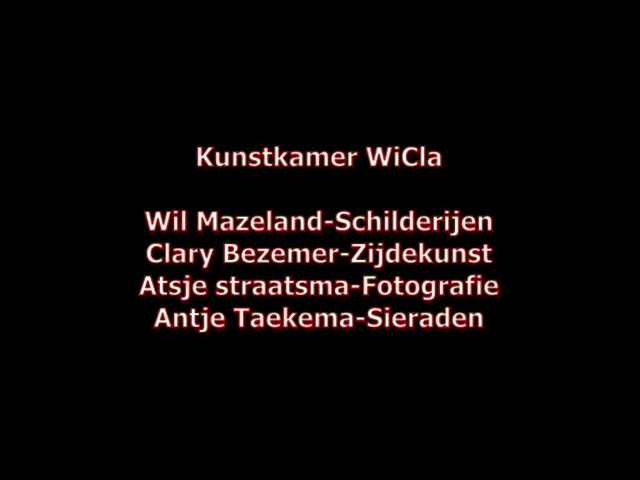 Kunstkamer WiCla
Wil Mazeland-Schilderijen
Clary Bezemer-Zijdekunst
Atsje straatsma-Fotografie
Antje Taekema-Sieraden